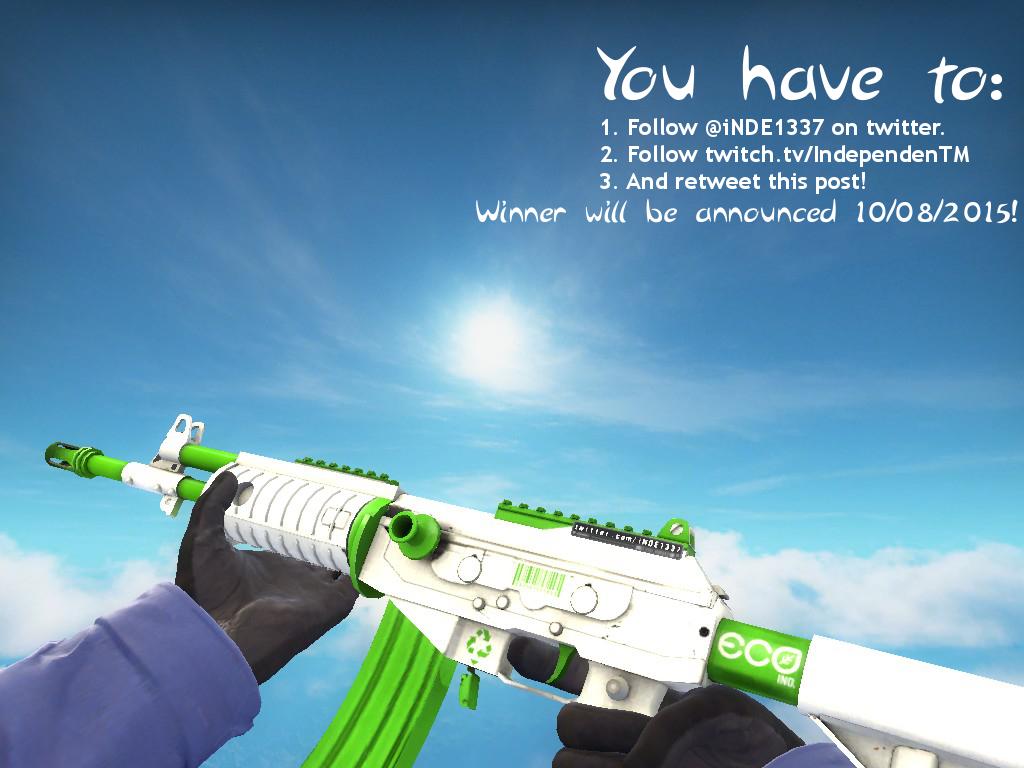 You have to:
1. Follow @iNDE1337 on twitter.
2. Follow twitch.tv/IndependenTM
3. And retweet this post!
Winner will be announced 10/08/2015!
twitter.com/iNDE1337
eco
IND.